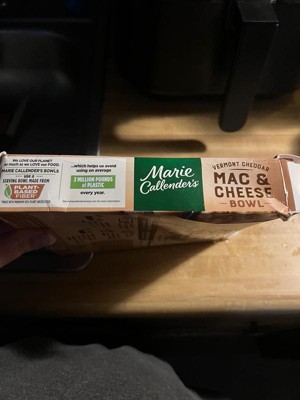 We LOVE OUR PLANET
as much as we LOVE our FOOD.
MARIE CALLENDER'S BOWLS
USE A
SERVING BOWL MADE FROM
PLANT-
BASED
FIBER
...which helps us avoid
using on average
3 MILLION POUNDS
of PLASTIC
every year.
Marie
Callender's
VERMONT CHEDDAR
MAC &
CHEESE
BOWL